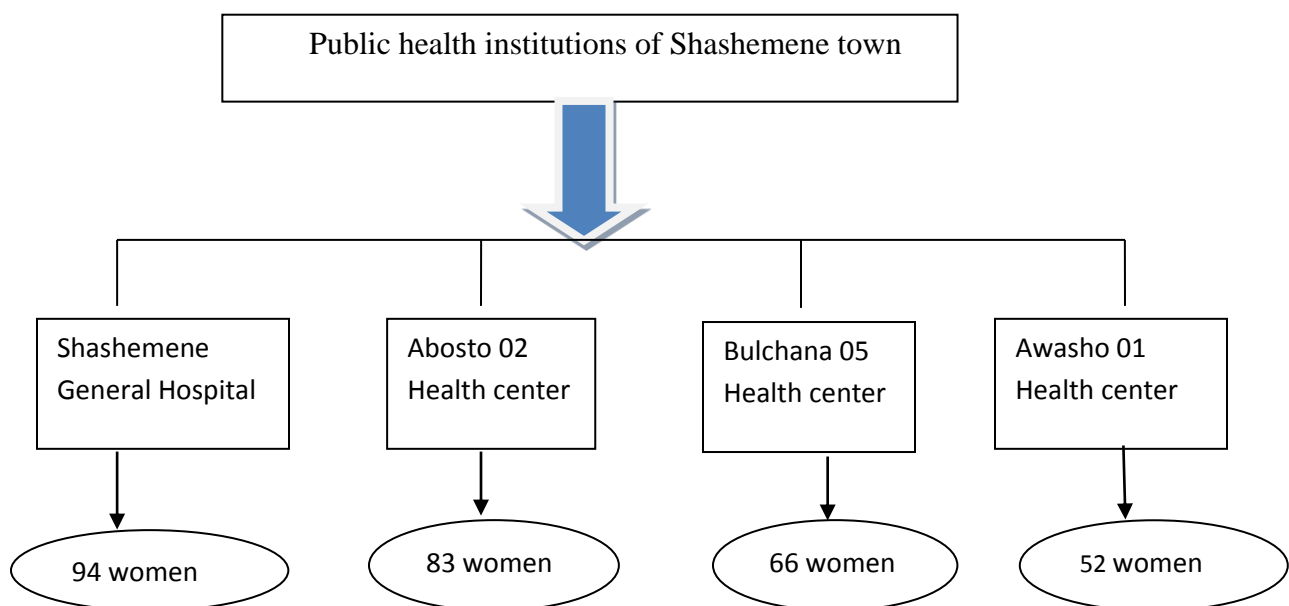 Public health institutions of Shashemene town
Shashemene
General Hospital
Abosto 02
Health center
Bulchana 05
Health center
Awasho 01
Health center
94 women
83 women
66 women
52 women